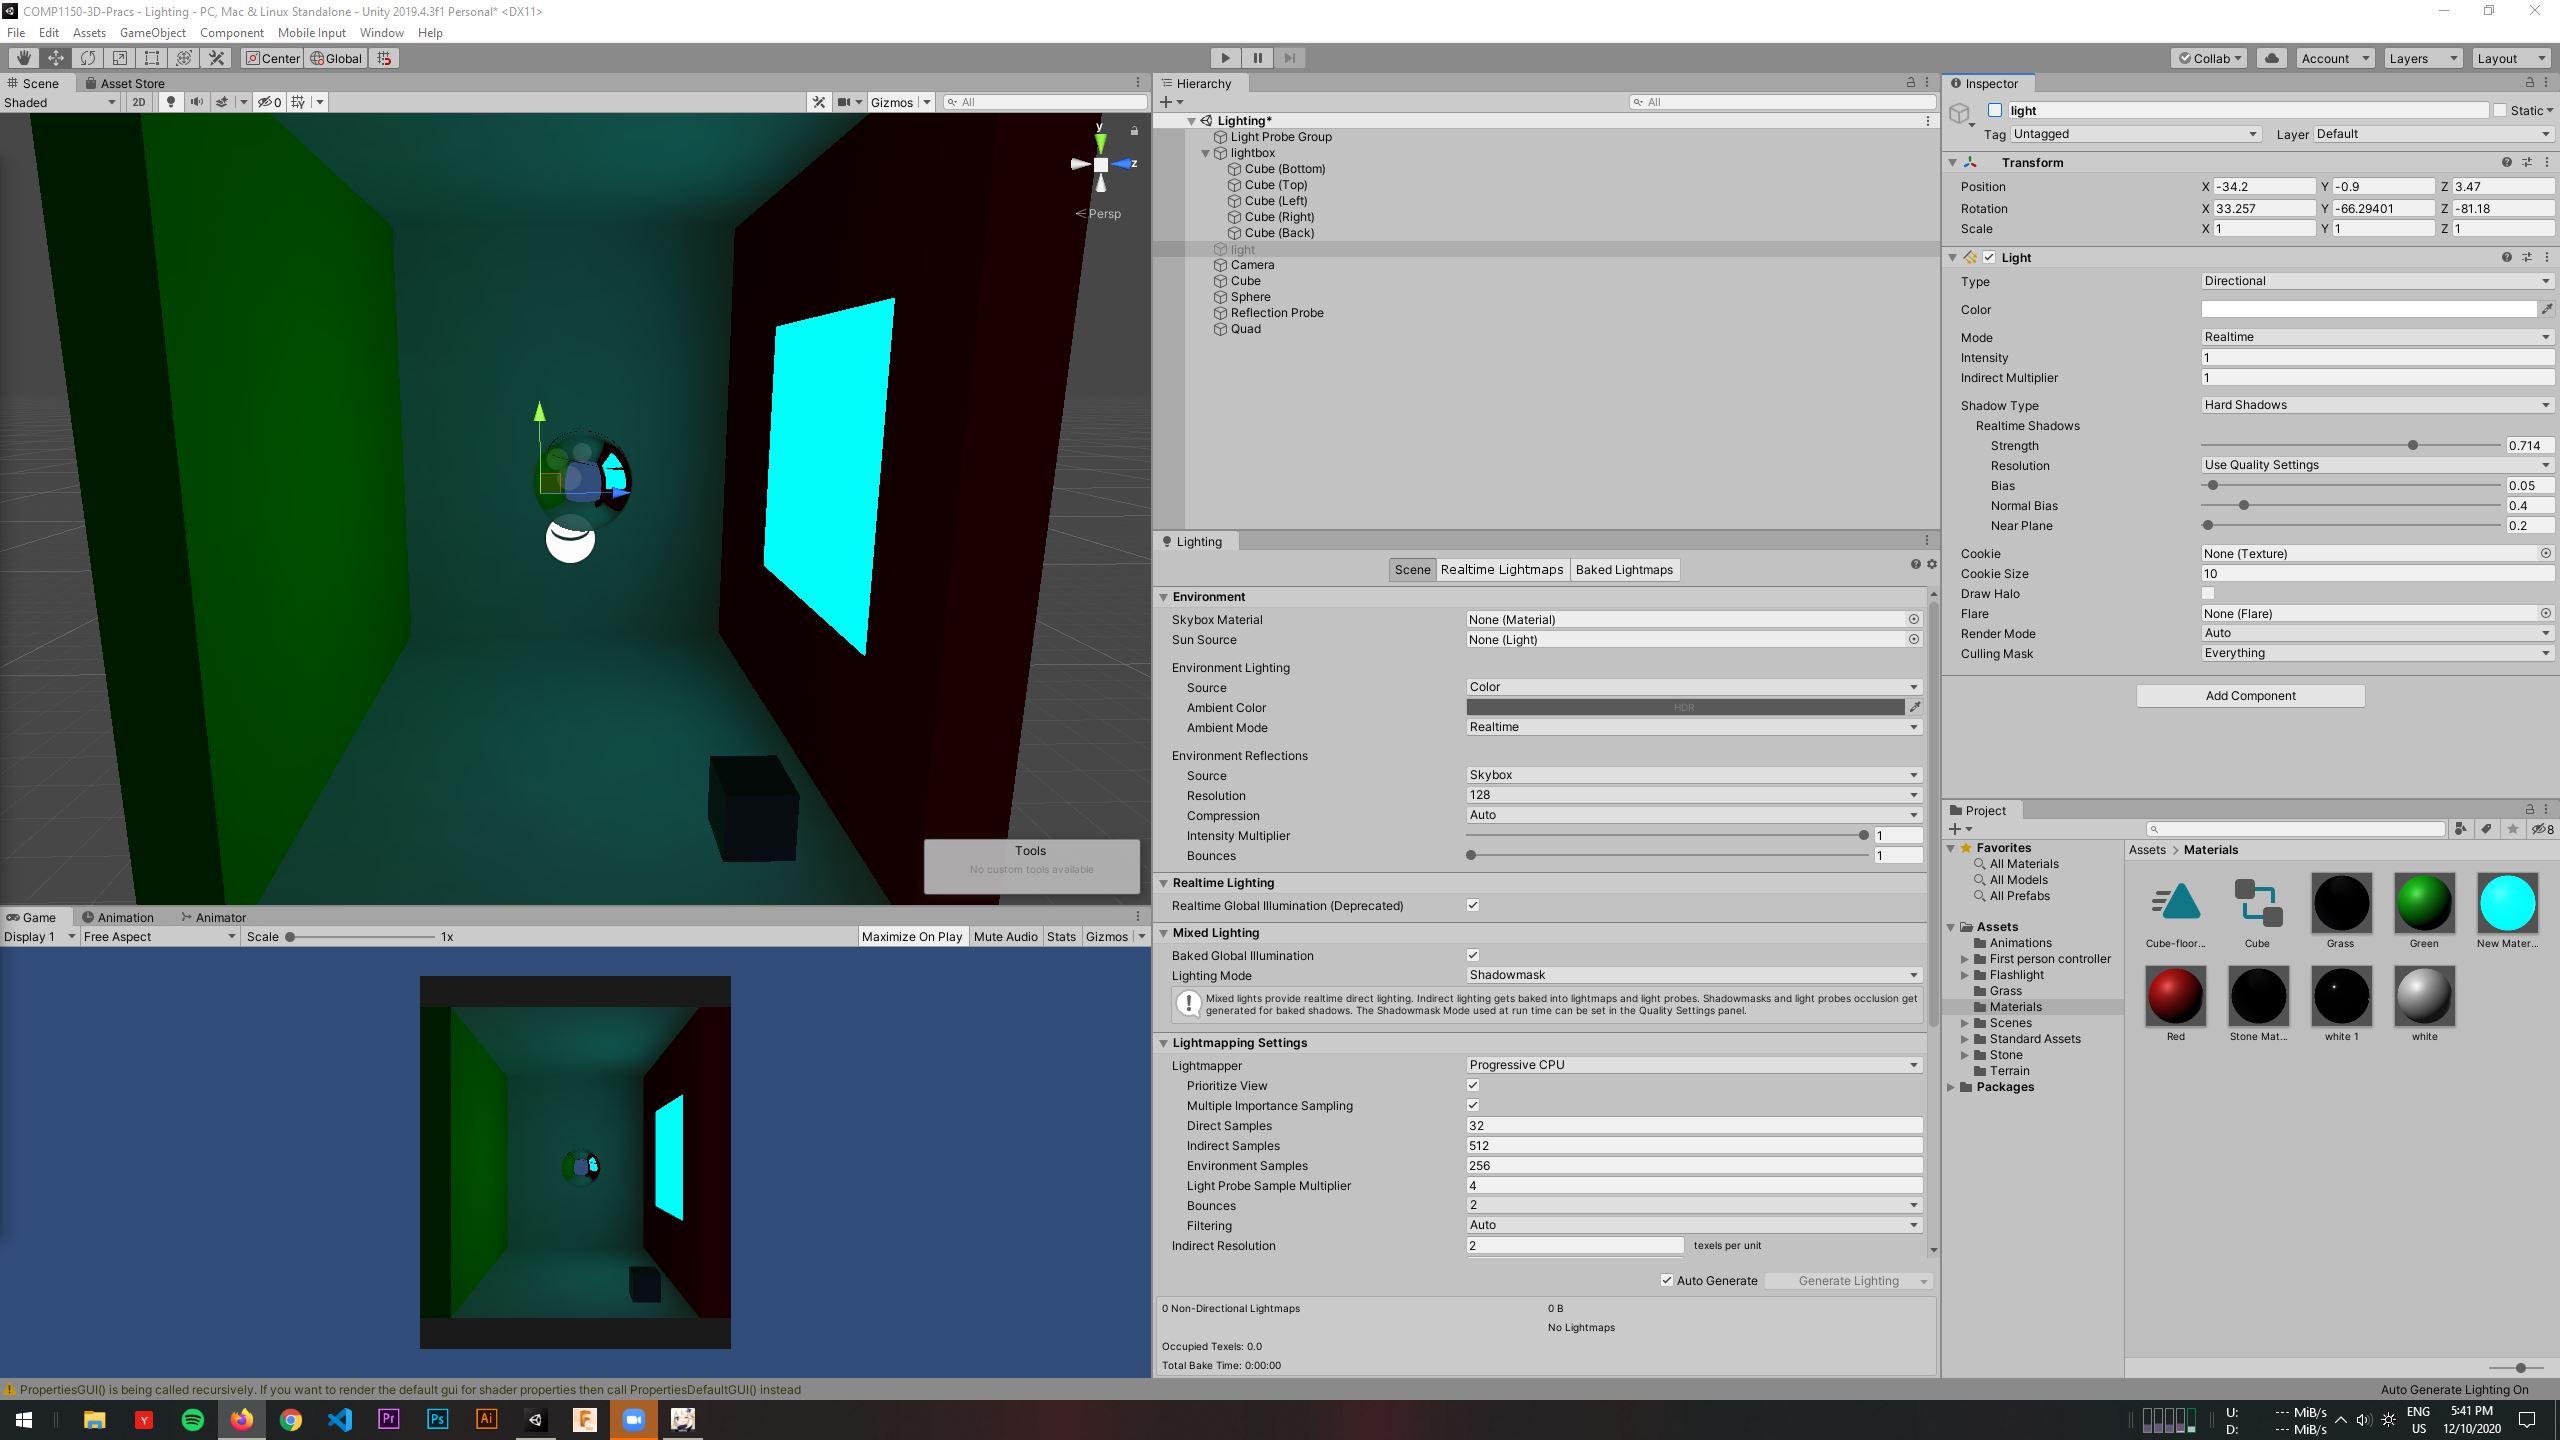 COMP1150-3D-Pracs - Lighting - PC, Mac & Linux Standalone - Unity 2019.4.3f1 Personal* <DX11>
File Edit Assets GameObject Component Mobile Input Window Help
Center Global
Collab Account Layers Layout
Scene Asset Store
Shaded 2D 0 Gizmos All
y
z
Persp
Tools
No custom tools available
Game Animation Animator
Display 1 Free Aspect Scale 1x Maximize On Play Mute Audio Stats Gizmos
Hierarchy
All
Lighting*
Light Probe Group
lightbox
Cube (Bottom)
Cube (Top)
Cube (Left)
Cube (Right)
Cube (Back)
light
Camera
Cube
Sphere
Reflection Probe
Quad
Lighting
Scene Realtime Lightmaps Baked Lightmaps
Environment
Skybox Material None (Material)
Sun Source None (Light)
Environment Lighting
Source Color
Ambient Color HDR
Ambient Mode Realtime
Environment Reflections
Source Skybox
Resolution 128
Compression Auto
Intensity Multiplier 1
Bounces 1
Realtime Lighting
Realtime Global Illumination (Deprecated)
Mixed Lighting
Baked Global Illumination
Lighting Mode Shadowmask
Mixed lights provide realtime direct lighting. Indirect lighting gets baked into lightmaps and light probes. Shadowmasks and light probes occlusion get
generated for baked shadows. The Shadowmask Mode used at run time can be set in the Quality Settings panel.
Lightmapping Settings
Lightmapper Progressive CPU
Prioritize View
Multiple Importance Sampling
Direct Samples 32
Indirect Samples 512
Environment Samples 256
Light Probe Sample Multiplier 4
Bounces 2
Filtering Auto
Indirect Resolution 2 texels per unit
Auto Generate Generate Lighting
0 Non-Directional Lightmaps 0 B
No Lightmaps
Occupied Texels: 0.0
Total Bake Time: 0:00:00
Inspector
light Static
Tag Untagged Layer Default
Transform
Position X -34.2 Y -0.9 Z 3.47
Rotation X 33.257 Y -66.29401 Z -81.18
Scale X 1 Y 1 Z 1
Light
Type Directional
Color
Mode Realtime
Intensity 1
Indirect Multiplier 1
Shadow Type Hard Shadows
Realtime Shadows
Strength 0.714
Resolution Use Quality Settings
Bias 0.05
Normal Bias 0.4
Near Plane 0.2
Cookie None (Texture)
Cookie Size 10
Draw Halo
Flare None (Flare)
Render Mode Auto
Culling Mask Everything
Add Component
Project
8
Favorites
All Materials
All Models
All Prefabs
Assets
Animations
First person controller
Flashlight
Grass
Materials
Scenes
Standard Assets
Stone
Terrain
Packages
Assets > Materials
Cube-floor... Cube Grass Green New Mater...
Red Stone Mat... white 1 white
PropertiesGUI() is being called recursively. If you want to render the default gui for shader properties then call PropertiesDefaultGUI() instead
Auto Generate Lighting On
Y Pr Ps Ai F
U: --- MiB/s
D: --- MiB/s
ENG
US
5:41 PM
12/10/2020